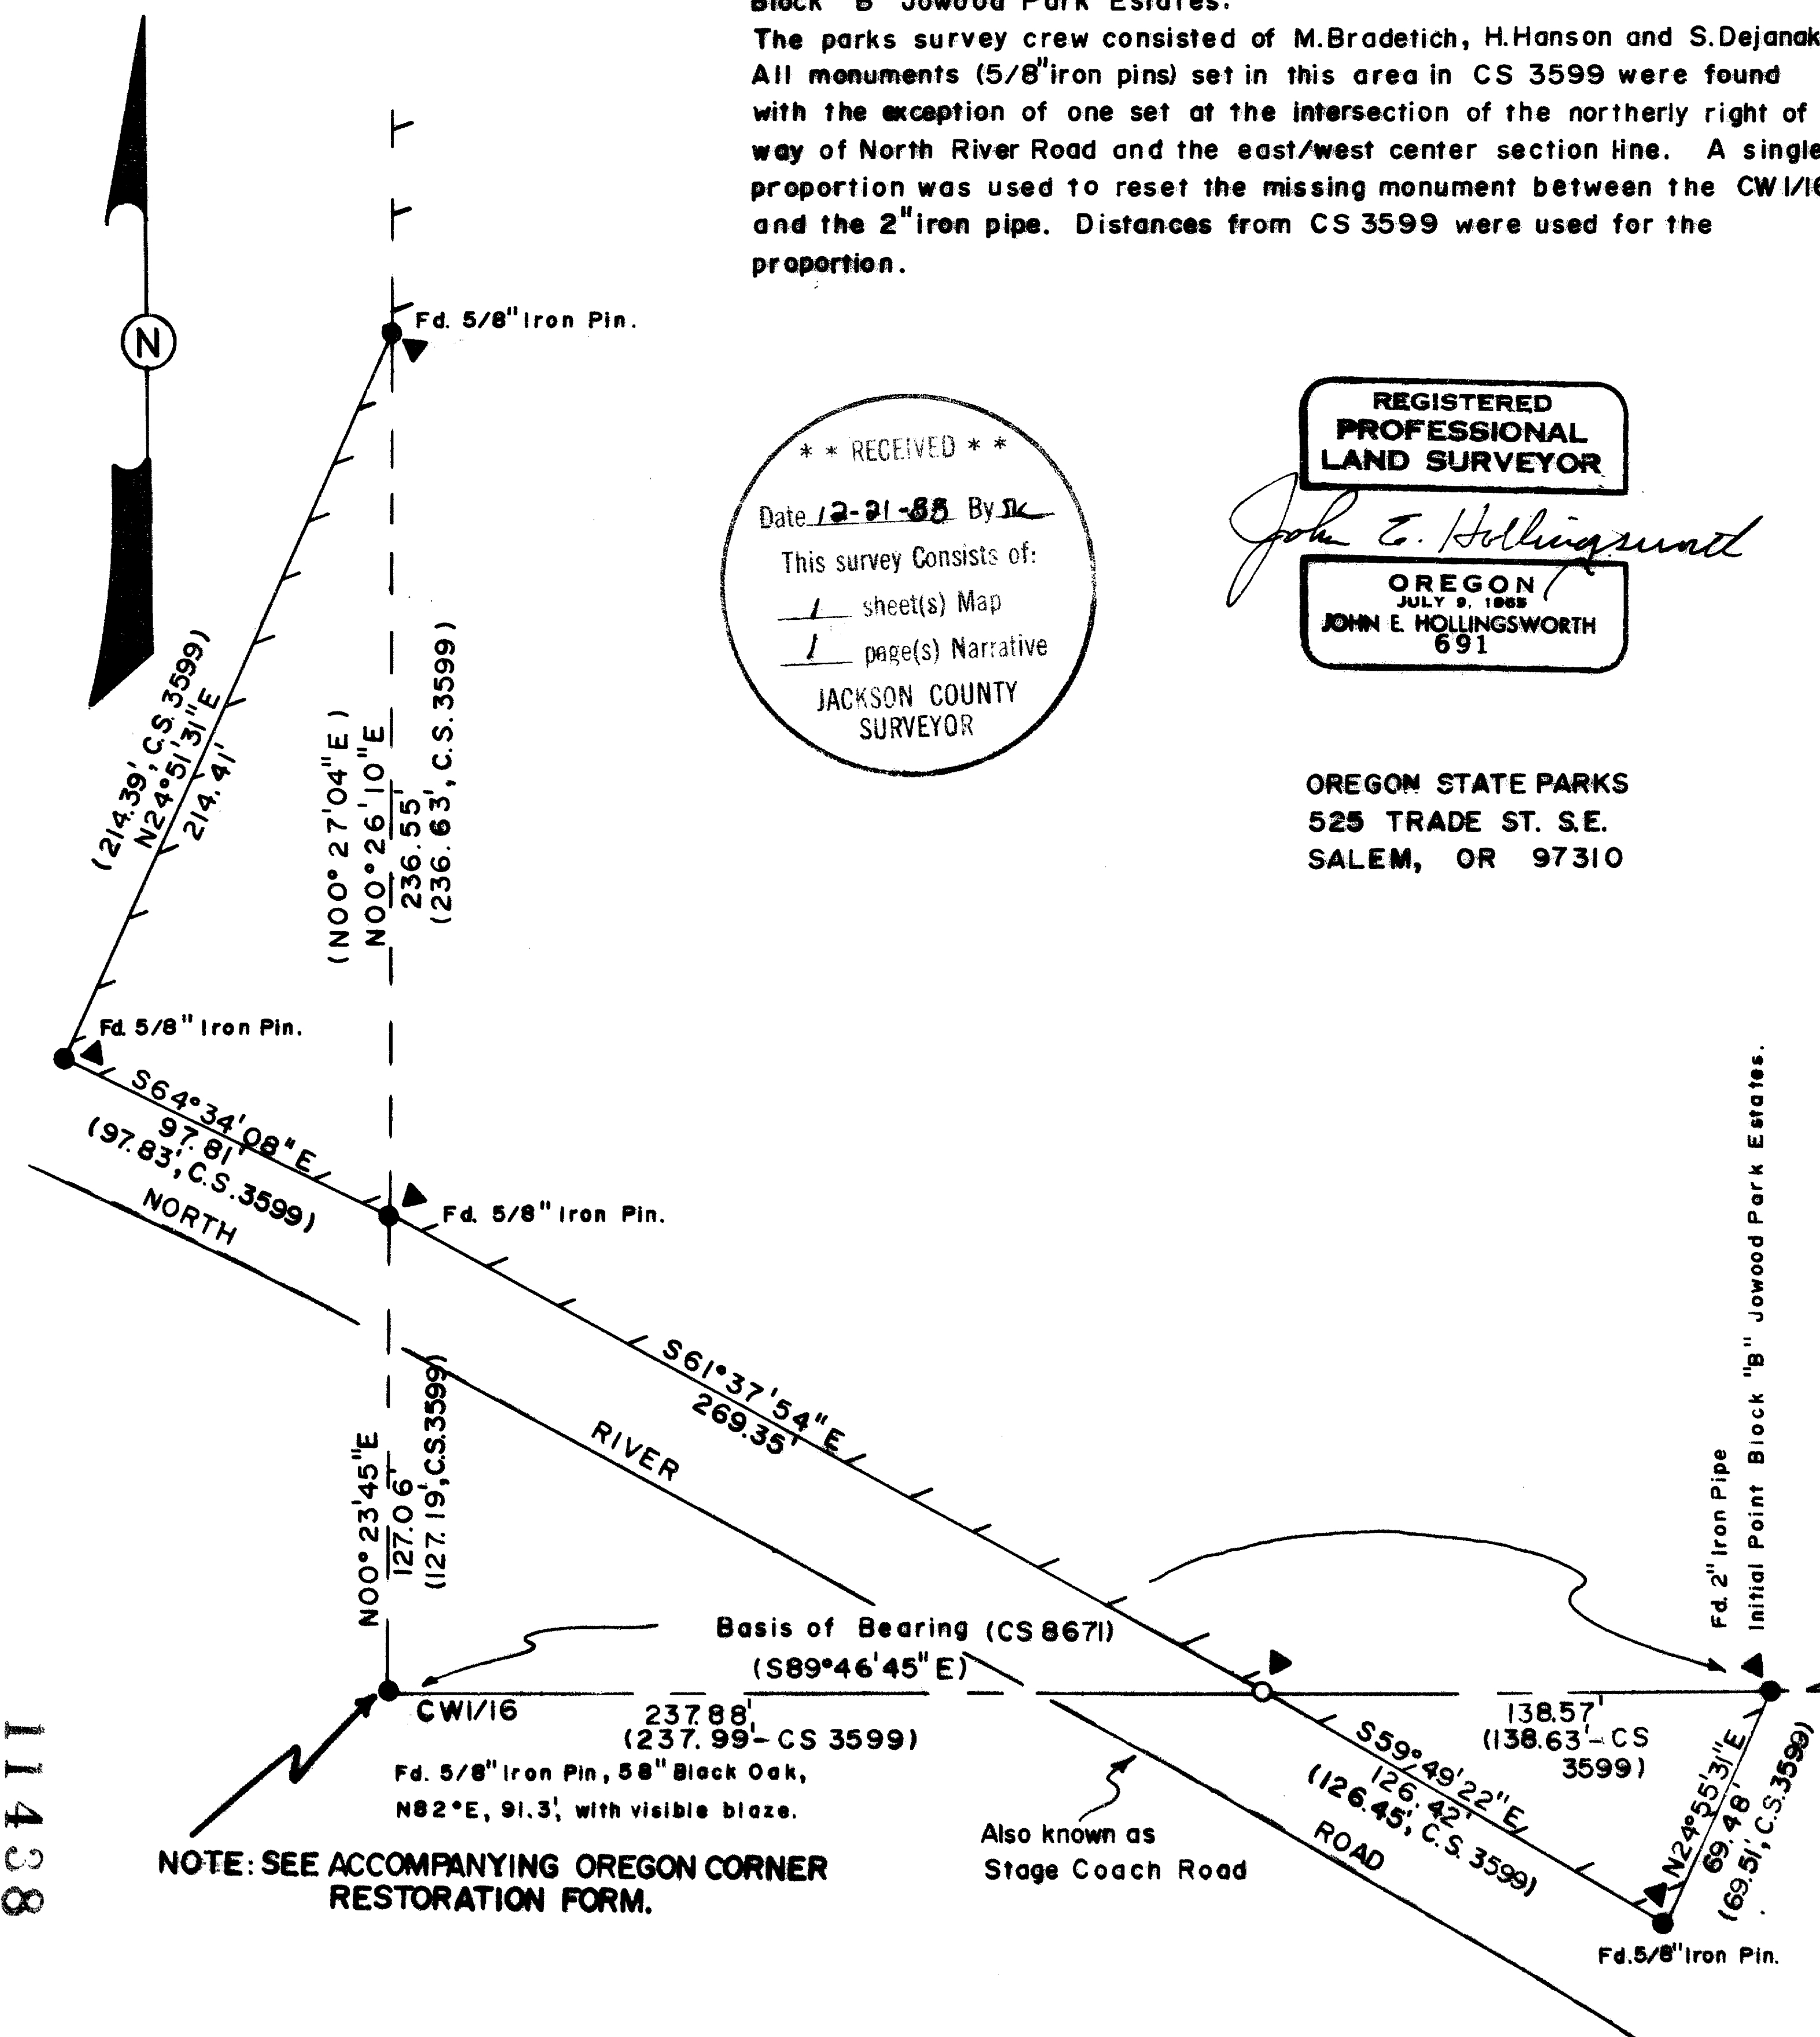 Block "B" Jowood Park Estates.
The parks survey crew consisted of M.Bradetich, H.Hanson and S.Dejanak
All monuments (5/8"iron pins) set in this area in CS 3599 were found
with the exception of one set at the intersection of the northerly right of
way of North River Road and the east/west center section line. A single
proportion was used to reset the missing monument between the CW1/16
and the 2"iron pipe. Distances from CS 3599 were used for the
proportion.
N
Fd. 5/8" Iron Pin.
* * RECEIVED * *
Date 12-21-88 By
This survey Consists of:
1 sheet(s) Map
1 page(s) Narrative
JACKSON COUNTY
SURVEYOR
REGISTERED
PROFESSIONAL
LAND SURVEYOR
John E. Hollingsworth
OREGON
JULY 9, 1965
JOHN E. HOLLINGSWORTH
691
OREGON STATE PARKS
525 TRADE ST. S.E.
SALEM, OR 97310
(214.39', C.S. 3599)
N24°51'31"E
214.41'
(N00°27'04"E)
N00°26'10"E
236.55'
(236.63', C.S.3599)
Fd. 5/8" Iron Pin.
S64°34'08"E
97.81'
(97.83', C.S.3599)
NORTH
Fd. 5/8" Iron Pin.
S61°37'54"E
269.35'
RIVER
N00°23'45"E
127.06'
(127.19', C.S.3599)
Fd. 2" Iron Pipe
Initial Point Block "B" Jowood Park Estates.
Basis of Bearing (CS 8671)
(S89°46'45"E)
CW1/16
237.88'
(237.99'-CS 3599)
138.57'
(138.63'-CS
3599)
Fd. 5/8" Iron Pin, 58" Black Oak,
N82°E, 91.3', with visible blaze.
S59°49'22"E
126.42'
(126.45', C.S. 3599)
N24°55'31"E
69.48'
(69.51', C.S.3599)
NOTE: SEE ACCOMPANYING OREGON CORNER
RESTORATION FORM.
Also known as
Stage Coach Road
ROAD
Fd.5/8" Iron Pin.
11438